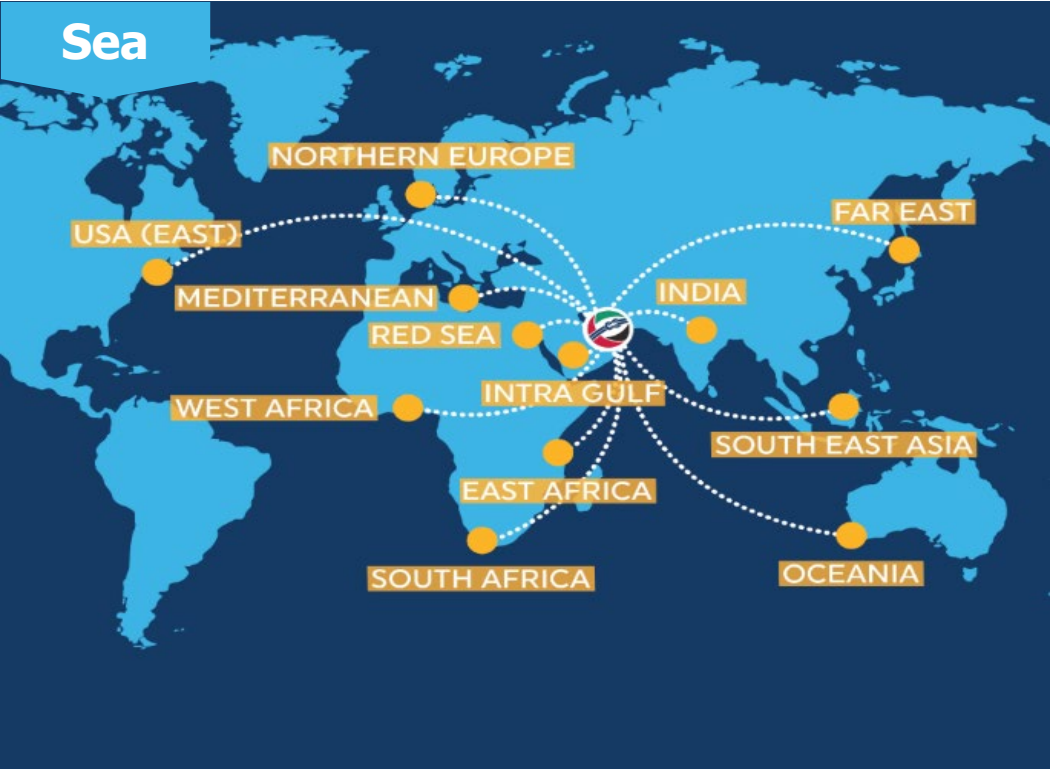 Sea
NORTHERN EUROPE
FAR EAST
USA (EAST)
INDIA
MEDITERRANEAN
RED SEA
INTRA GULF
WEST AFRICA
SOUTH EAST ASIA
EAST AFRICA
OCEANIA
SOUTH AFRICA